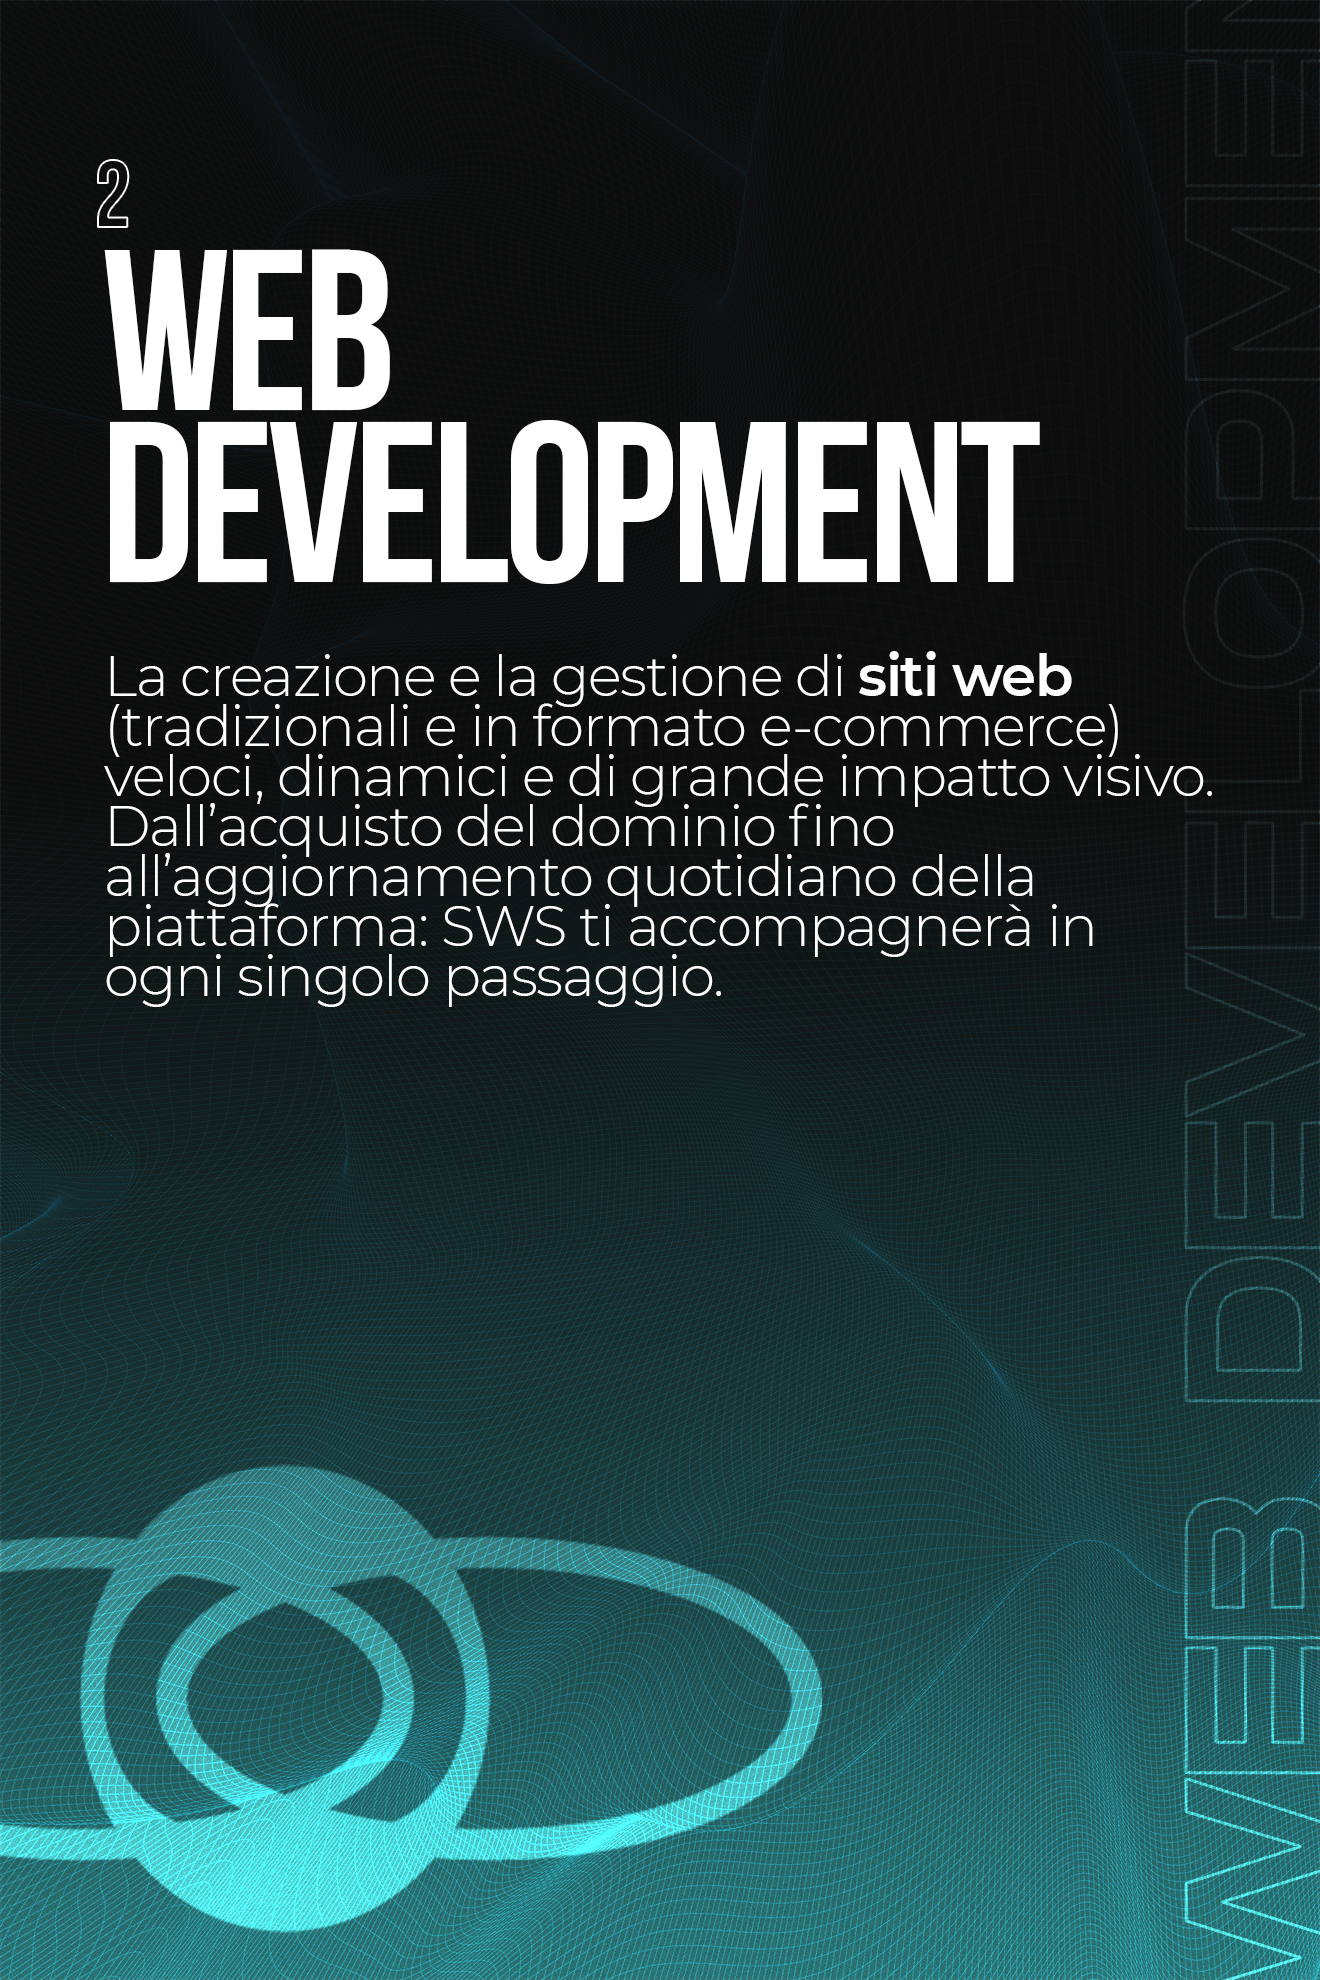 2
WEB
DEVELOPMENT
La creazione e la gestione di siti web
(tradizionali e in formato e-commerce)
veloci, dinamici e di grande impatto visivo.
Dall’acquisto del dominio fino
all’aggiornamento quotidiano della
piattaforma: SWS ti accompagnerà in
ogni singolo passaggio.
WEB DEVELOPMEN